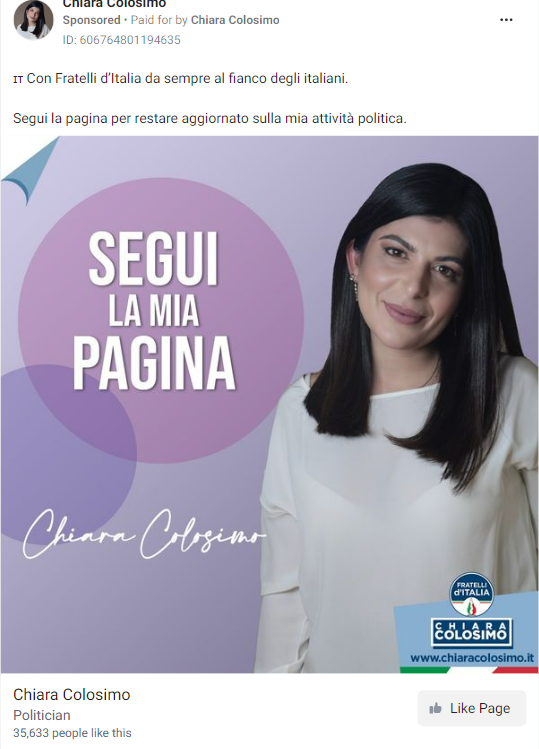 Chiara Colosimo
Sponsored • Paid for by Chiara Colosimo
ID: 606764801194635
IT Con Fratelli d'Italia da sempre al fianco degli italiani.
Segui la pagina per restare aggiornato sulla mia attività politica.
SEGUI
LA MIA
PAGINA
Chiara Colosimo
FRATELLI
d'ITALIA
CHIARA
COLOSIMO
www.chiaracolosimo.it
Chiara Colosimo
Politician
35,633 people like this
Like Page